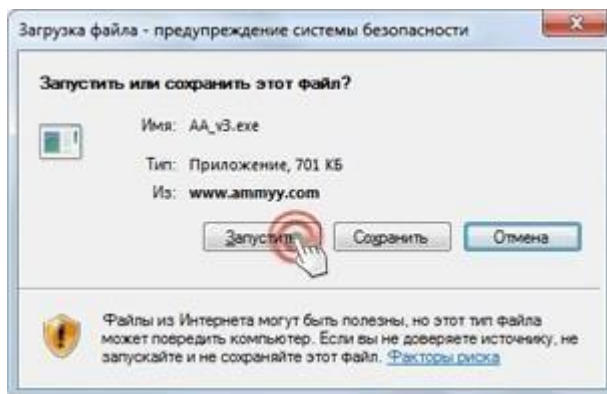 Загрузка файла - предупреждение системы безопасности
Запустить или сохранить этот файл?
Имя: AA_v3.exe
Тип: Приложение, 701 КБ
Из: www.ammyy.com
Запустить Сохранить Отмена
Файлы из Интернета могут быть полезны, но этот тип файла
может повредить компьютер. Если вы не доверяете источнику, не
запускайте и не сохраняйте этот файл. Факторы риска